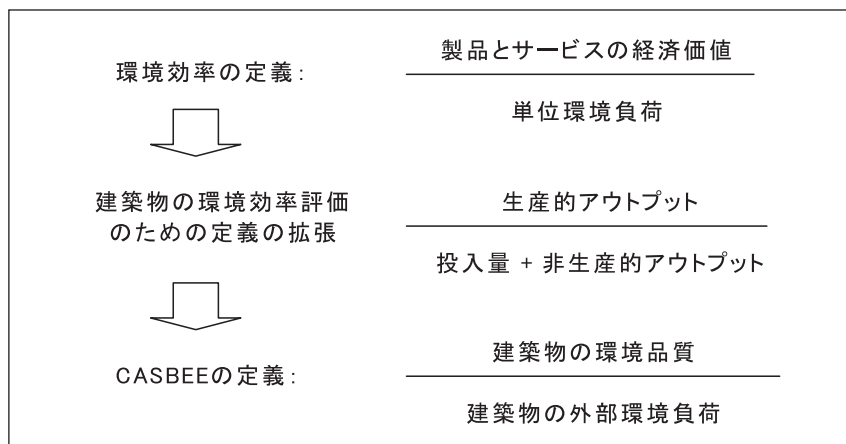 環境効率の定義:
製品とサービスの経済価値
単位環境負荷
建築物の環境効率評価
のための定義の拡張
生産的アウトプット
投入量 + 非生産的アウトプット
CASBEEの定義:
建築物の環境品質
建築物の外部環境負荷